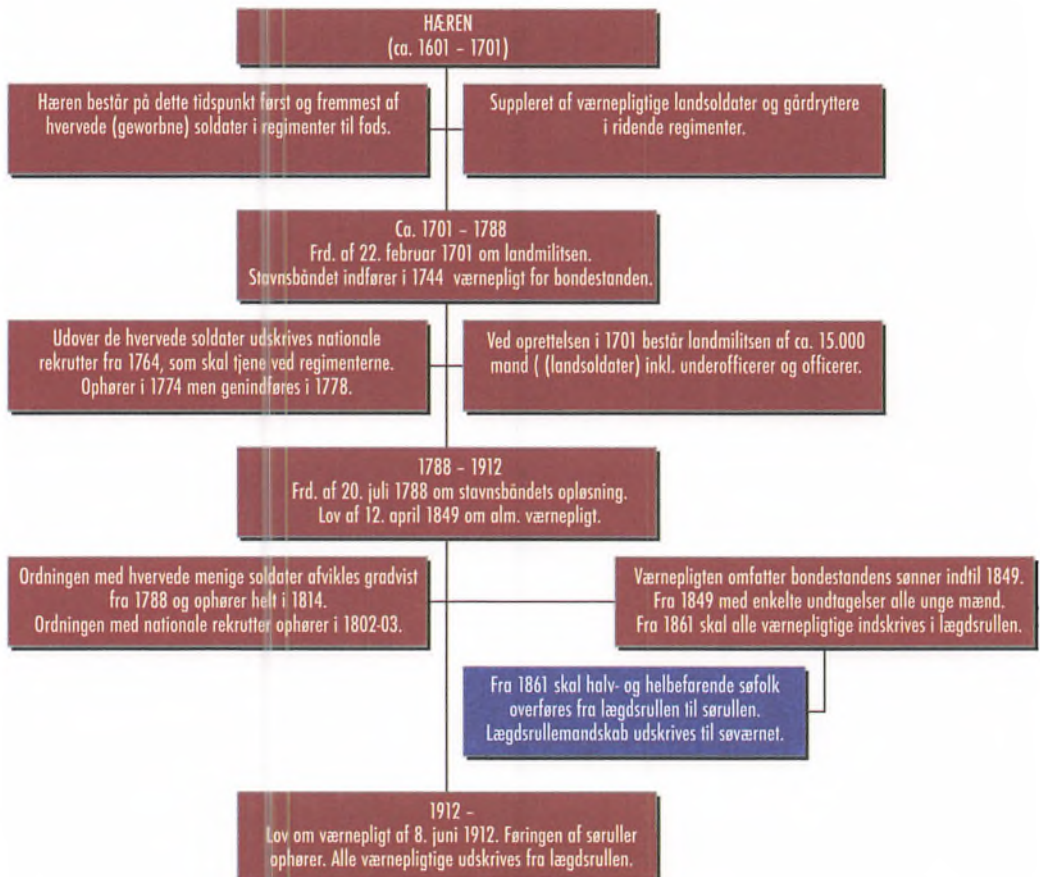 HÆREN
(ca. 1601 – 1701)
Hæren består på dette tidspunkt først og fremmest af
hvervede (geworbne) soldater i regimenter til fods.
Suppleret af værnepligtige landsoldater og gårdryttere
i ridende regimenter.
Ca. 1701 – 1788
Frd. af 22. februar 1701 om landmilitsen.
Stavnsbåndet indfører i 1744 værnepligt for bondestanden.
Udover de hvervede soldater udskrives nationale
rekrutter fra 1764, som skal tjene ved regimenterne.
Ophører i 1774 men genindføres i 1778.
Ved oprettelsen i 1701 består landmilitsen af ca. 15.000
mand ( (landsoldater) inkl. underofficerer og officerer.
1788 – 1912
Frd. af 20. juli 1788 om stavnsbåndets opløsning.
Lov af 12. april 1849 om alm. værnepligt.
Ordningen med hvervede menige soldater afvikles gradvist
fra 1788 og ophører helt i 1814.
Ordningen med nationale rekrutter ophører i 1802-03.
Værnepligten omfatter bondestandens sønner indtil 1849.
Fra 1849 med enkelte undtagelser alle unge mænd.
Fra 1861 skal alle værnepligtige indskrives i lægdsrullen.
Fra 1861 skal halv- og helbefarende søfolk
overføres fra lægdsrullen til sørullen.
Lægdsrullemandskab udskrives til søværnet.
1912 –
Lov om værnepligt af 8. juni 1912. Føringen af søruller
ophører. Alle værnepligtige udskrives fra lægdsrullen.